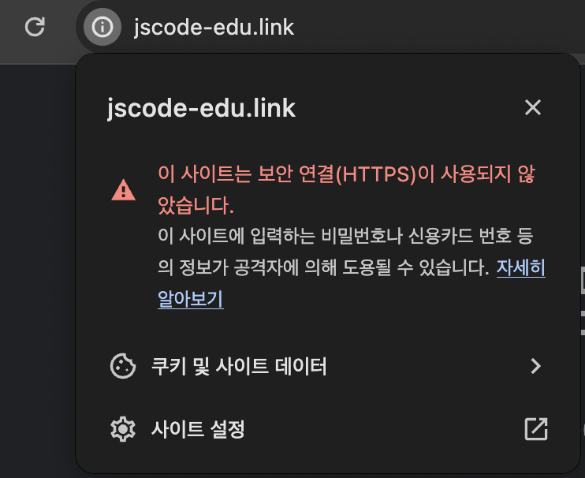 jscode-edu.link
jscode-edu.link
이 사이트는 보안 연결(HTTPS)이 사용되지 않
았습니다.
이 사이트에 입력하는 비밀번호나 신용카드 번호 등
의 정보가 공격자에 의해 도용될 수 있습니다. 자세히
알아보기
쿠키 및 사이트 데이터
사이트 설정